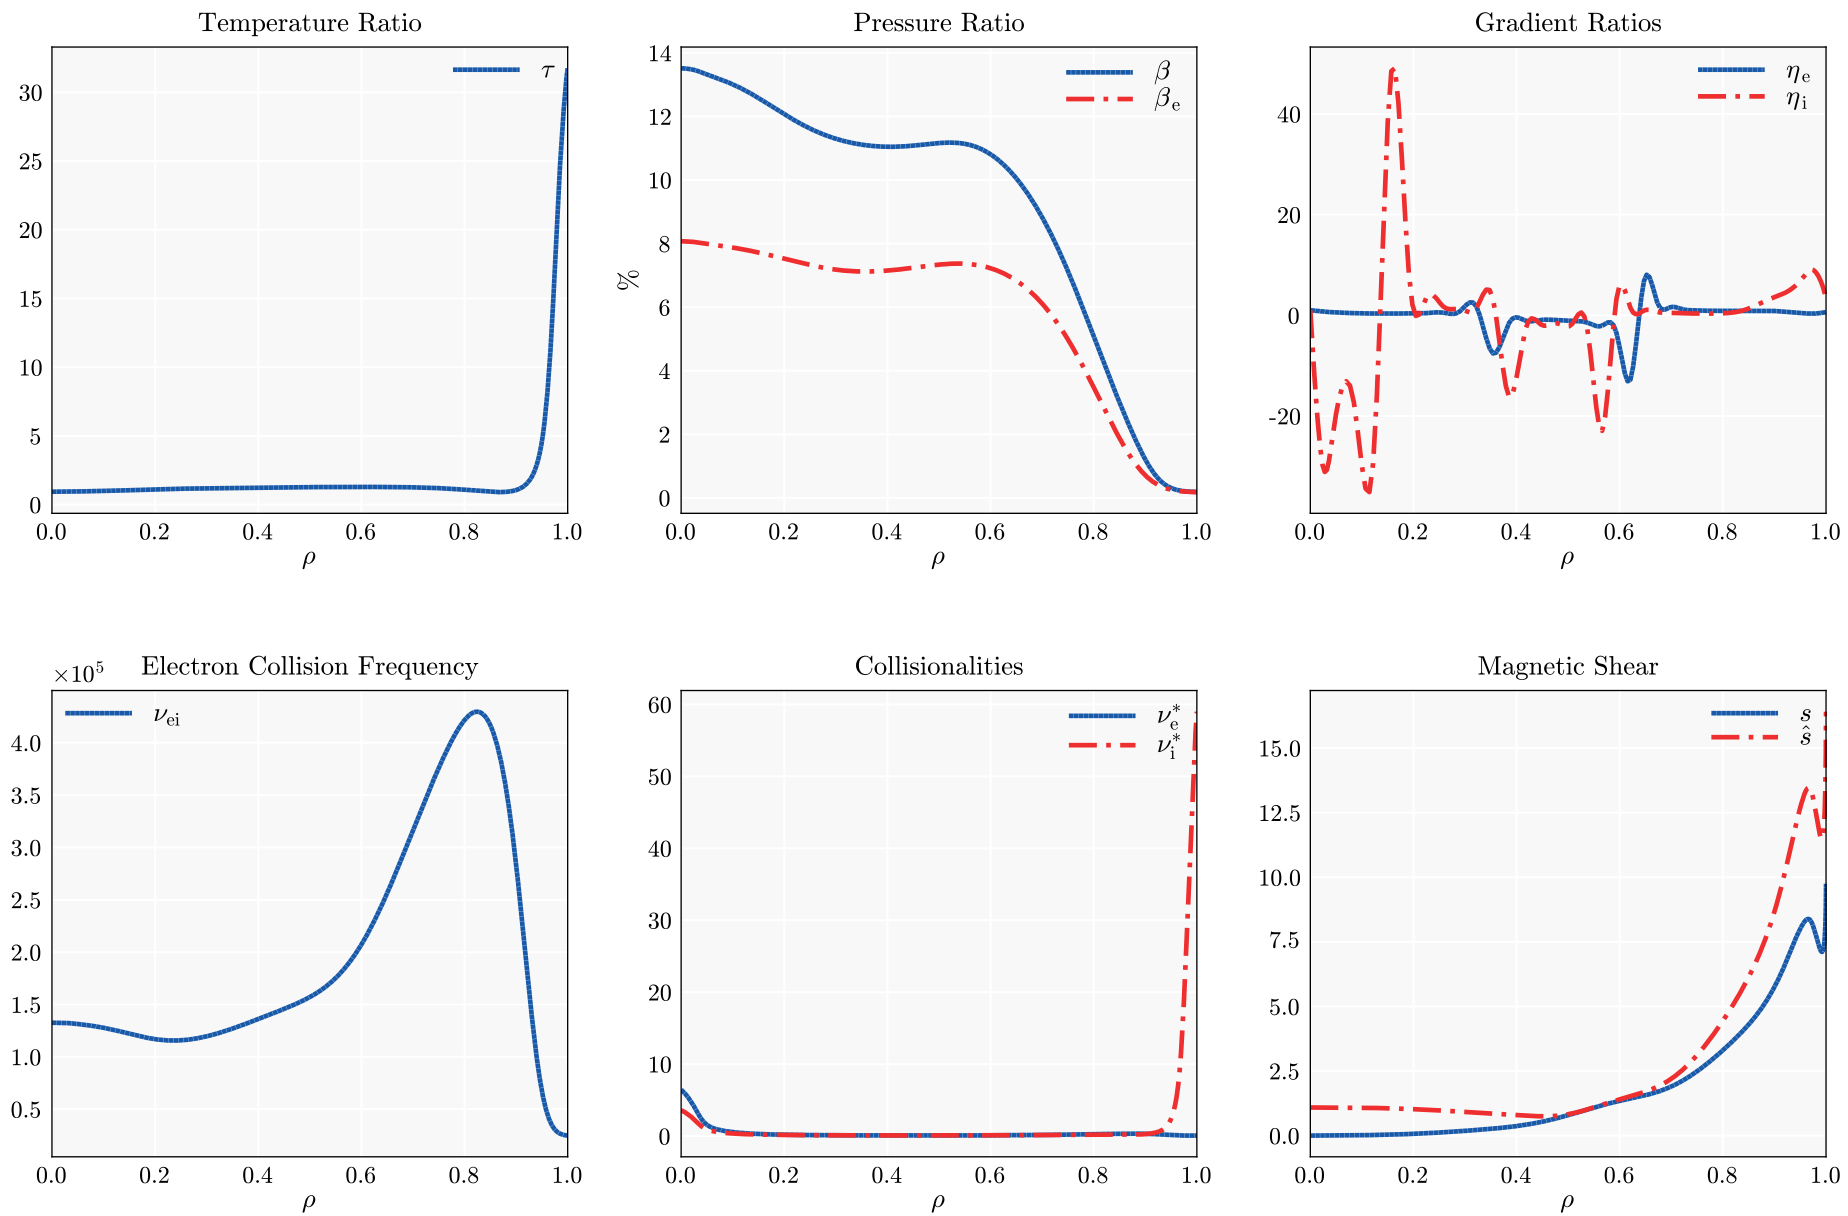 Temperature Ratio
τ
30
25
20
15
10
5
0
0.0 0.2 0.4 0.6 0.8 1.0
ρ
Pressure Ratio
β
βe
%
14
12
10
8
6
4
2
0
0.0 0.2 0.4 0.6 0.8 1.0
ρ
Gradient Ratios
ηe
ηi
40
20
0
-20
0.0 0.2 0.4 0.6 0.8 1.0
ρ
×10⁵
Electron Collision Frequency
νei
4.0
3.5
3.0
2.5
2.0
1.5
1.0
0.5
0.0 0.2 0.4 0.6 0.8 1.0
ρ
Collisionalities
νe*
νi*
60
50
40
30
20
10
0
0.0 0.2 0.4 0.6 0.8 1.0
ρ
Magnetic Shear
s
ŝ
15.0
12.5
10.0
7.5
5.0
2.5
0.0
0.0 0.2 0.4 0.6 0.8 1.0
ρ